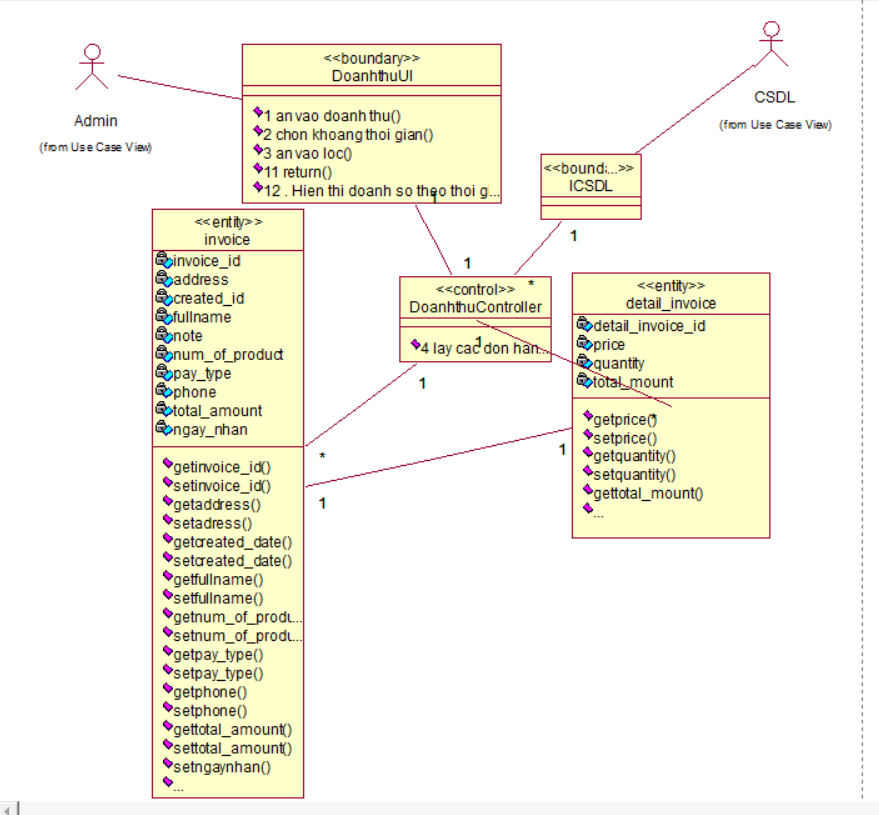 Admin
(from Use Case View)
<<boundary>>
DoanhthuUI
1 an vao doanh thu()
2 chon khoang thoi gian()
3 an vao loc()
11 return()
12 . Hien thi doanh so theo thoi g...
1
CSDL
(from Use Case View)
<<bound:...>>
ICSDL
1
1
*
<<control>>
DoanhthuController
4 lay cac don han...
1
1
<<entity>>
invoice
invoice_id
address
created_id
fullname
note
num_of_product
pay_type
phone
total_amount
ngay_nhan
getinvoice_id()
setinvoice_id()
getaddress()
setadress()
getcreated_date()
setcreated_date()
getfullname()
setfullname()
getnum_of_produ...
setnum_of_produ...
getpay_type()
setpay_type()
getphone()
setphone()
gettotal_amount()
settotal_amount()
setngaynhan()
...
*
1
1
<<entity>>
detail_invoice
detail_invoice_id
price
quantity
total_mount
getprice()
*
setprice()
getquantity()
setquantity()
gettotal_mount()
...